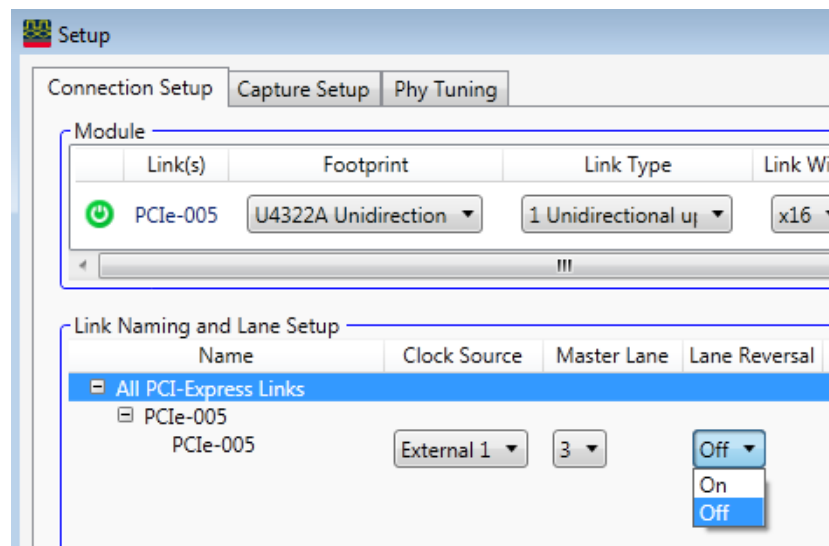 Setup
Connection Setup Capture Setup Phy Tuning
Module
Link(s) Footprint Link Type Link Wi
PCIe-005 U4322A Unidirection 1 Unidirectional up x16
Link Naming and Lane Setup
Name Clock Source Master Lane Lane Reversal
All PCI-Express Links
PCIe-005
PCIe-005 External 1 3 Off
On
Off